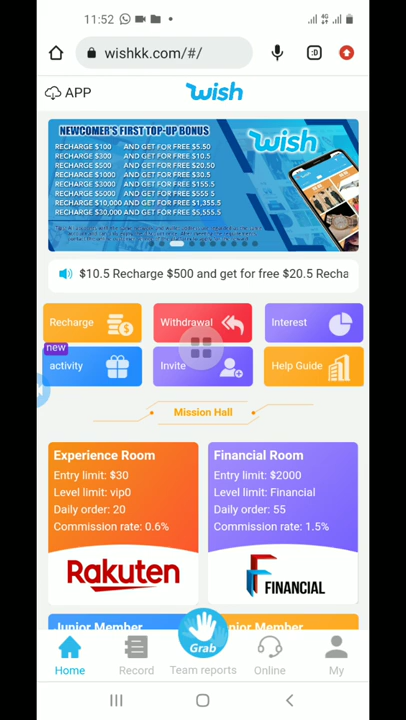 11:52
wishkk.com/#/
:D
APP
wish
NEWCOMER'S FIRST TOP-UP BONUS
wish
RECHARGE $100 AND GET FOR FREE $5.50
RECHARGE $300 AND GET FOR FREE $10.5
RECHARGE $500 AND GET FOR FREE $20.50
RECHARGE $1000 AND GET FOR FREE $30.5
RECHARGE $3000 AND GET FOR FREE $155.5
RECHARGE $5000 AND GET FOR FREE $555 5
RECHARGE $10,000 AND GET FOR FREE $1,355.5
RECHARGE $30,000 AND GET FOR FREE $5,555.5
$10.5 Recharge $500 and get for free $20.5 Recha
Recharge
Withdrawal
Interest
new
activity
Invite
Help Guide
Mission Hall
Experience Room
Entry limit: $30
Level limit: vip0
Daily order: 20
Commission rate: 0.6%
Rakuten
Financial Room
Entry limit: $2000
Level limit: Financial
Daily order: 55
Commission rate: 1.5%
FINANCIAL
Junior Member
Member
Grab
Home
Record
Team reports
Online
My